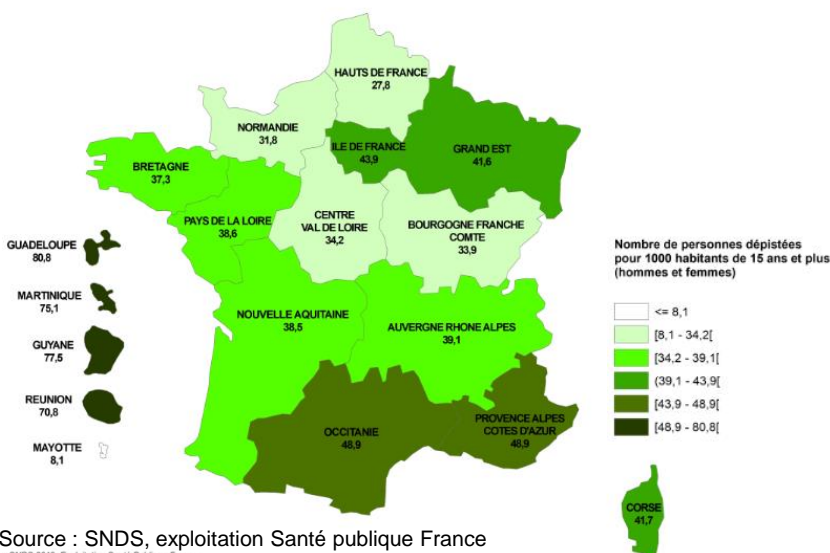 HAUTS DE FRANCE
27,8
NORMANDIE
31,8
ILE DE FRANCE
43,9
GRAND EST
41,6
BRETAGNE
37,3
PAYS DE LA LOIRE
38,6
CENTRE
VAL DE LOIRE
34,2
BOURGOGNE FRANCHE
COMTE
33,9
GUADELOUPE
80,8
MARTINIQUE
75,1
GUYANE
77,5
REUNION
70,8
MAYOTTE
8,1
NOUVELLE AQUITAINE
38,5
AUVERGNE RHONE ALPES
39,1
OCCITANIE
48,9
PROVENCE ALPES
COTES D'AZUR
48,9
CORSE
41,7
Nombre de personnes dépistées
pour 1000 habitants de 15 ans et plus
(hommes et femmes)
<= 8,1
[8,1 - 34,2[
[34,2 - 39,1[
(39,1 - 43,9[
[43,9 - 48,9[
[48,9 - 80,8[
Source : SNDS, exploitation Santé publique France